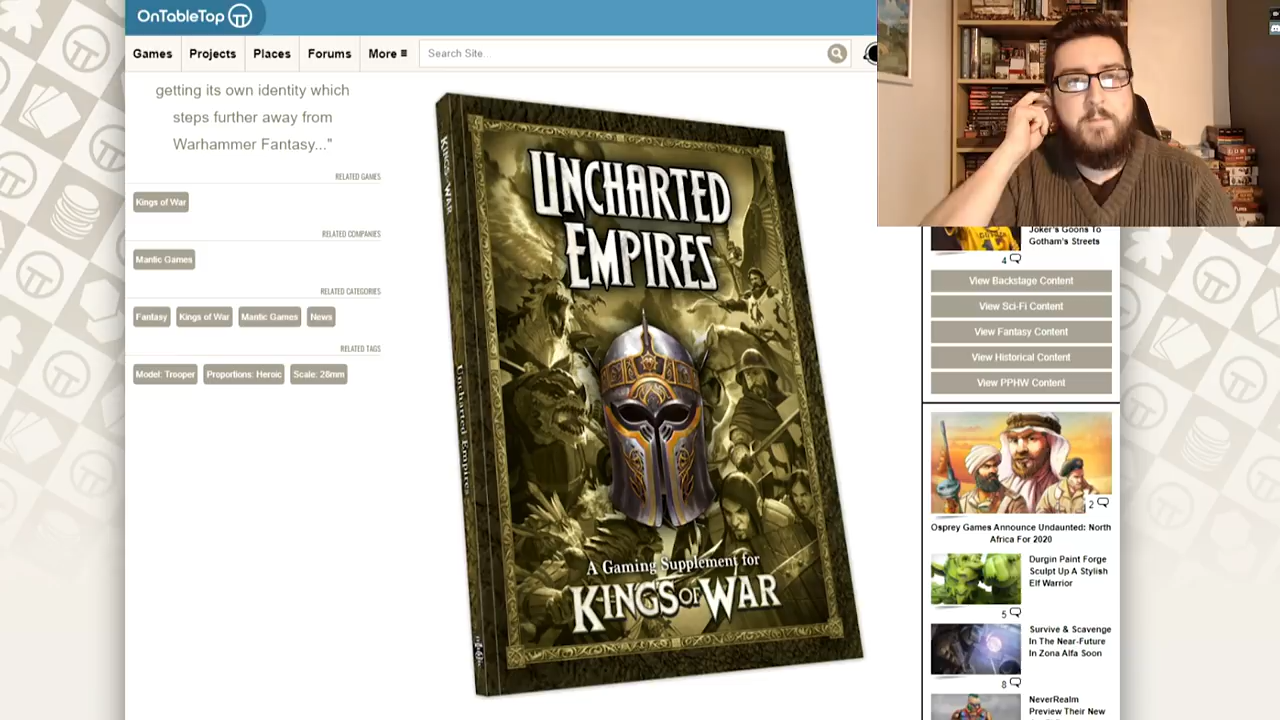 OnTableTop
Games
Projects
Places
Forums
More
Search Site...
getting its own identity which
steps further away from
Warhammer Fantasy..."
RELATED GAMES
Kings of War
RELATED COMPANIES
Mantic Games
RELATED CATEGORIES
Fantasy
Kings of War
Mantic Games
News
RELATED TAGS
Model: Trooper
Proportions: Heroic
Scale: 28mm
KINGS OF WAR
Uncharted Empires
UNCHARTED
EMPIRES
A Gaming Supplement for
KINGS OF WAR
Joker's Goons To
Gotham's Streets
4
View Backstage Content
View Sci-Fi Content
View Fantasy Content
View Historical Content
View PPHW Content
2
Osprey Games Announce Undaunted: North
Africa For 2020
Durgin Paint Forge
Sculpt Up A Stylish
Elf Warrior
5
Survive & Scavenge
In The Near-Future
In Zona Alfa Soon
8
NeverRealm
Preview Their New